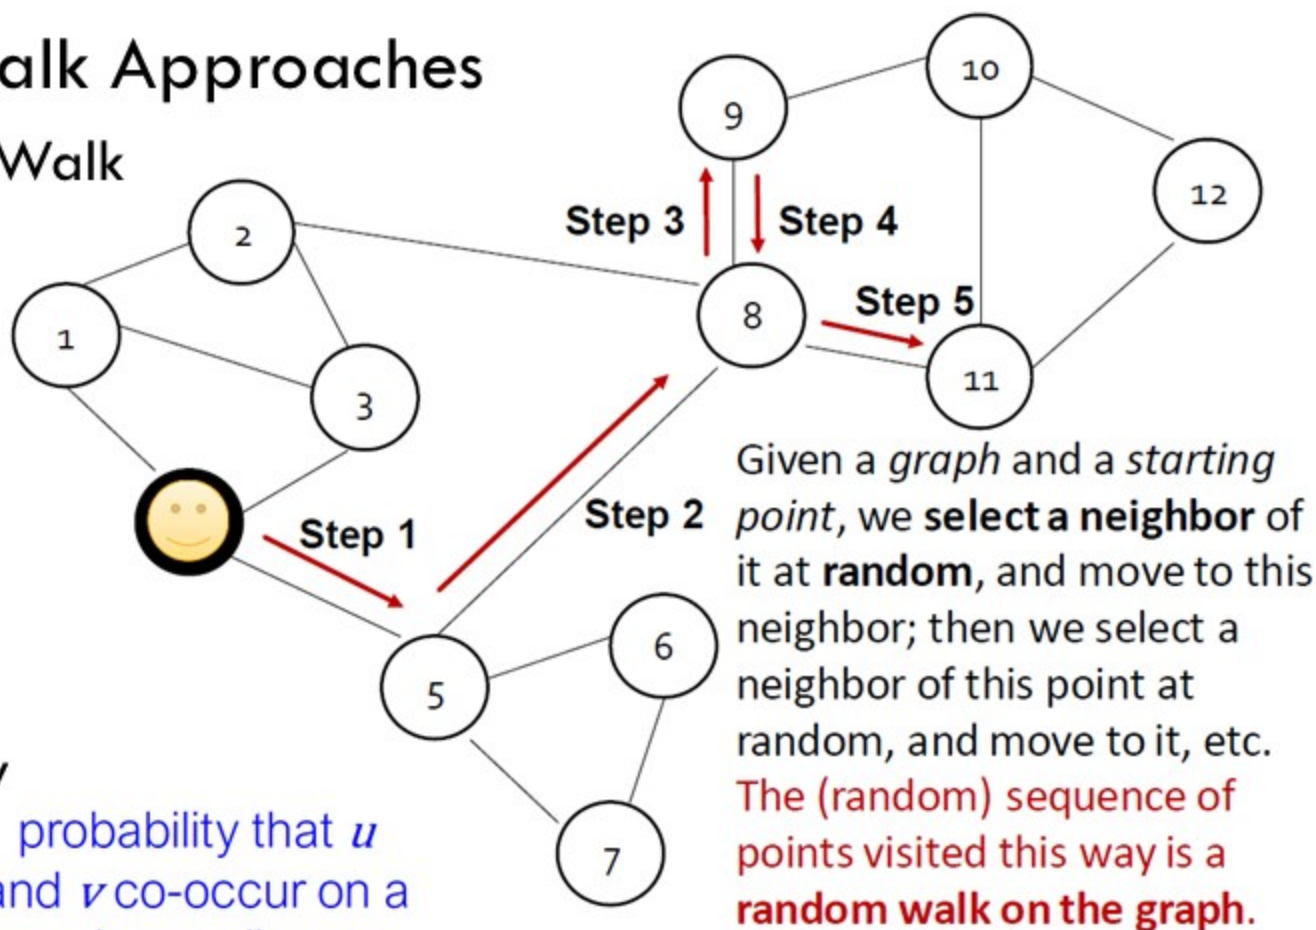 alk Approaches
Walk
10
9
12
Step 3
Step 4
2
Step 5
8
1
11
3
Step 1
Step 2
5
6
7
Given a graph and a starting
point, we select a neighbor of
it at random, and move to this
neighbor; then we select a
neighbor of this point at
random, and move to it, etc.
The (random) sequence of
points visited this way is a
random walk on the graph.
probability that u
and v co-occur on a